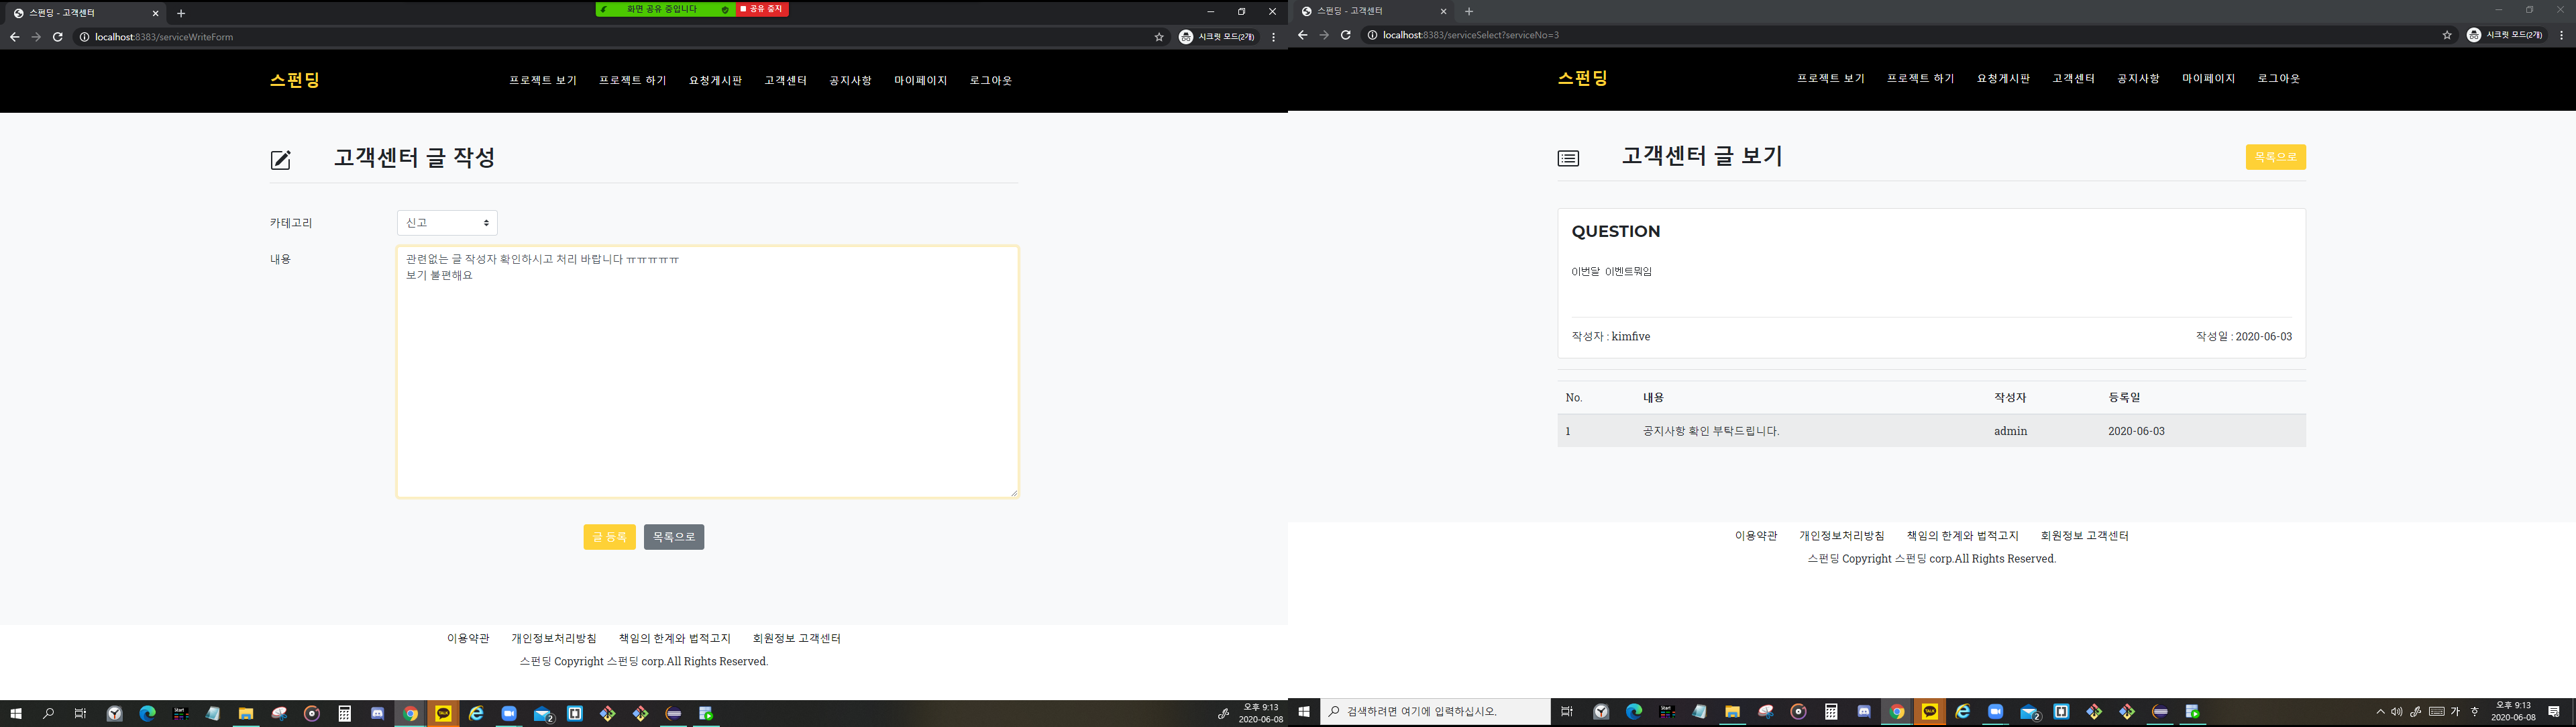 스펀딩 - 고객센터
화면 공유 중입니다 공유 중지
localhost:8383/serviceWriteForm
시크릿 모드(2개)
스펀딩
프로젝트 보기 프로젝트 하기 요청게시판 고객센터 공지사항 마이페이지 로그아웃
고객센터 글 작성
카테고리
신고
내용
관련없는 글 작성자 확인하시고 처리 바랍니다 ㅠㅠㅠㅠㅠ
보기 불편해요
글 등록 목록으로
이용약관 개인정보처리방침 책임의 한계와 법적고지 회원정보 고객센터
스펀딩 Copyright 스펀딩 corp.All Rights Reserved.
Start
TALK
2
오후 9:13
2020-06-08
스펀딩 - 고객센터
localhost:8383/serviceSelect?serviceNo=3
시크릿 모드(2개)
스펀딩
프로젝트 보기 프로젝트 하기 요청게시판 고객센터 공지사항 마이페이지 로그아웃
고객센터 글 보기
목록으로
QUESTION
이번달 이벤트뭐임
작성자 : kimfive 작성일 : 2020-06-03
No. 내용 작성자 등록일
1 공지사항 확인 부탁드립니다. admin 2020-06-03
이용약관 개인정보처리방침 책임의 한계와 법적고지 회원정보 고객센터
스펀딩 Copyright 스펀딩 corp.All Rights Reserved.
검색하려면 여기에 입력하십시오.
Start
TALK
2
가
오후 9:13
2020-06-08